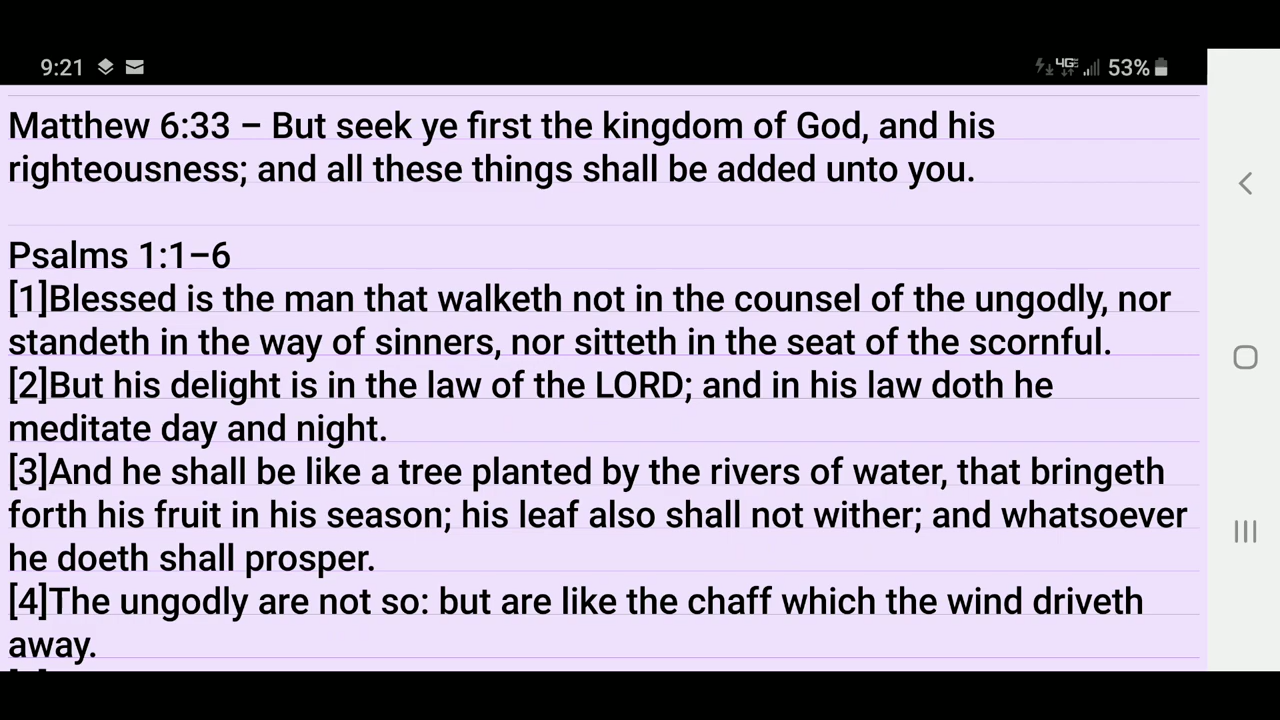 9:21
4G 53%
Matthew 6:33 – But seek ye first the kingdom of God, and his
righteousness; and all these things shall be added unto you.
Psalms 1:1–6
[1]Blessed is the man that walketh not in the counsel of the ungodly, nor
standeth in the way of sinners, nor sitteth in the seat of the scornful.
[2]But his delight is in the law of the LORD; and in his law doth he
meditate day and night.
[3]And he shall be like a tree planted by the rivers of water, that bringeth
forth his fruit in his season; his leaf also shall not wither; and whatsoever
he doeth shall prosper.
[4]The ungodly are not so: but are like the chaff which the wind driveth
away.